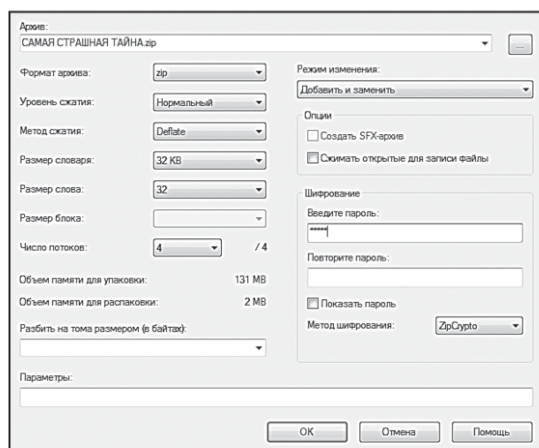 Архив:
САМАЯ СТРАШНАЯ ТАЙНА.zip
...
Формат архива: zip
Уровень сжатия: Нормальный
Метод сжатия: Deflate
Размер словаря: 32 KB
Размер слова: 32
Размер блока:
Число потоков: 4 / 4
Объем памяти для упаковки: 131 MB
Объем памяти для распаковки: 2 MB
Разбить на тома размером (в байтах):
Режим изменения:
Добавить и заменить
Опции
Создать SFX-архив
Сжимать открытые для записи файлы
Шифрование
Введите пароль:
*****
Повторите пароль:
Показать пароль
Метод шифрования: ZipCrypto
Параметры:
OK Отмена Помощь